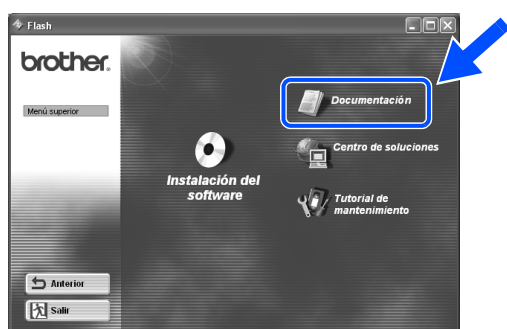 Flash
brother.
Menú superior
Documentación
Centro de soluciones
Instalación del
software
Tutorial de
mantenimiento
Anterior
Salir